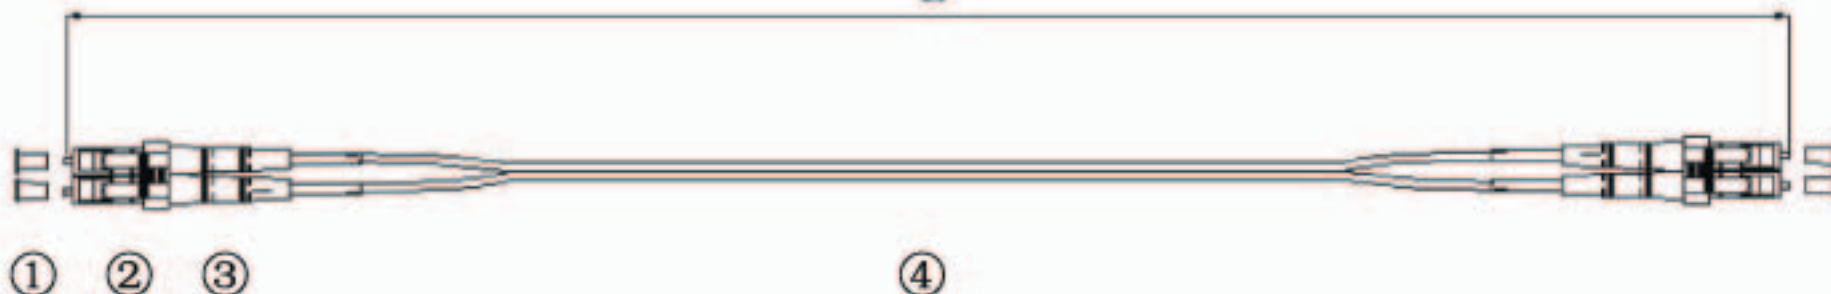 ① ② ③ ④